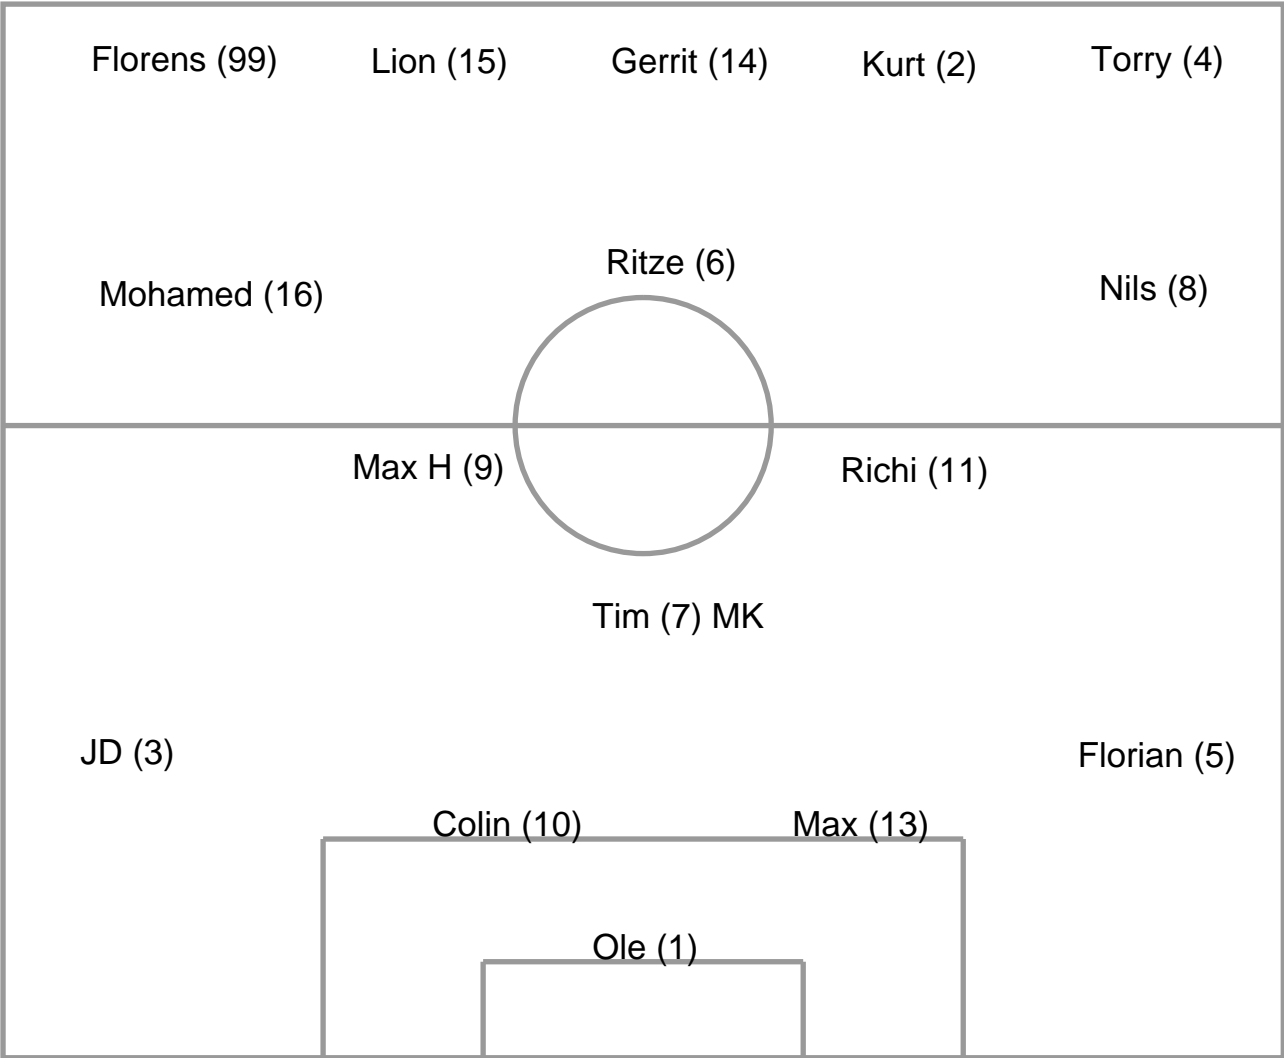 Florens (99)
Lion (15)
Gerrit (14)
Kurt (2)
Torry (4)
Ritze (6)
Mohamed (16)
Nils (8)
Max H (9)
Richi (11)
Tim (7) MK
JD (3)
Florian (5)
Colin (10)
Max (13)
Ole (1)